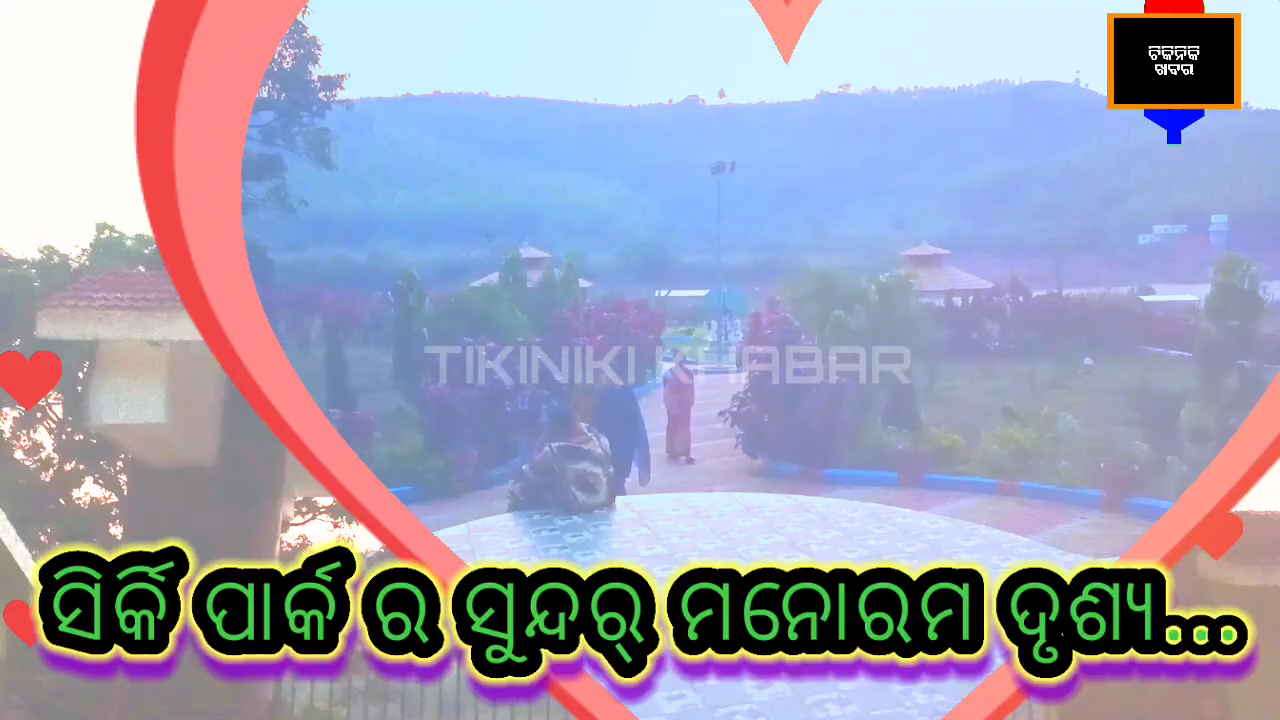 ଟିକିନିକି
ଖବର
TIKINIKI KHABAR
ସିର୍କି ପାର୍କ ର ସୁନ୍ଦର୍ ମନୋରମ ଦୃଶ୍ୟ...